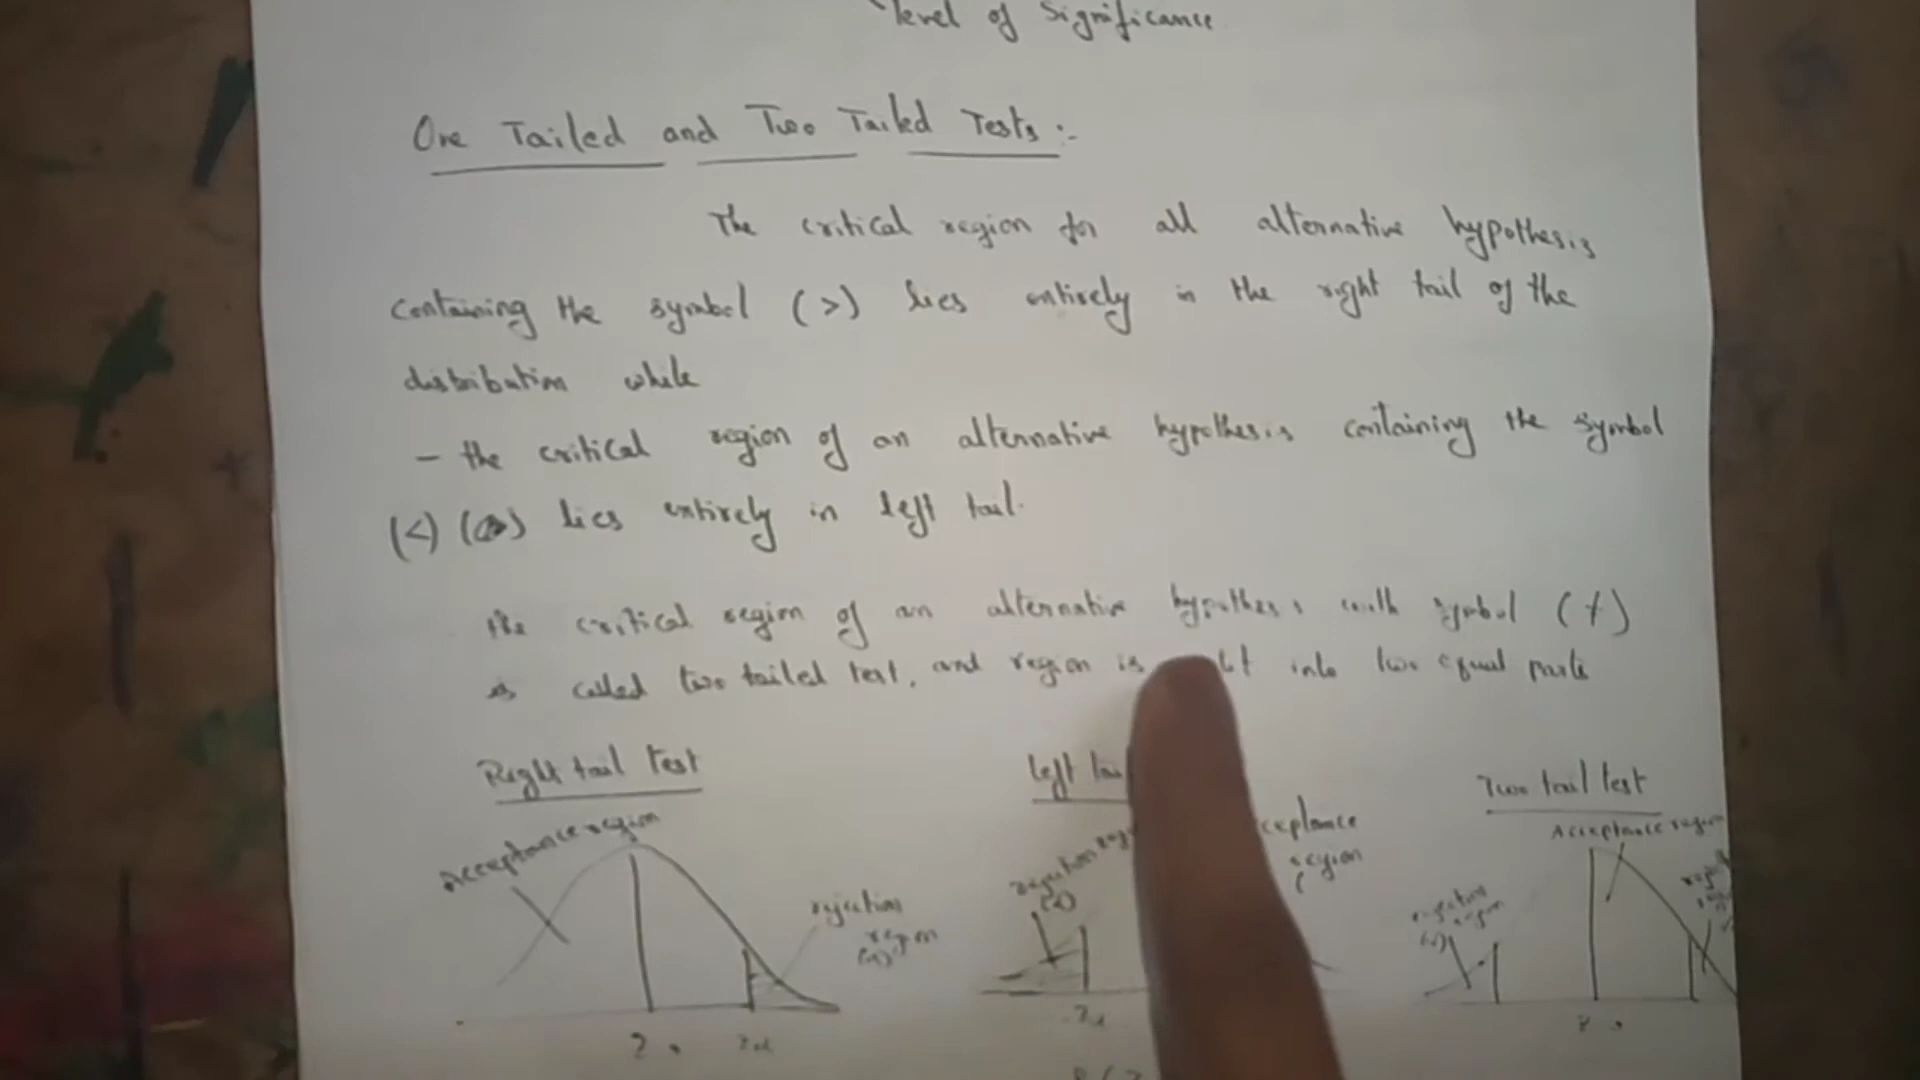 level of Significance
One Tailed and Two Tailed Tests :-
The critical region for all alternative hypothesis
containing the symbol (>) lies entirely in the right tail of the
distribution while
- the critical region of an alternative hypothesis containing the symbol
(<) lies entirely in left tail.
the critical region of an alternative hypothesis with symbol (≠)
is called two tailed test, and region is into two equal parts
Right tail Test
Left
Two tail test
Acceptance region
rejection
region
(α)
rejection
(α)
region
Acceptance region
rejection
region
Zα
-Zα